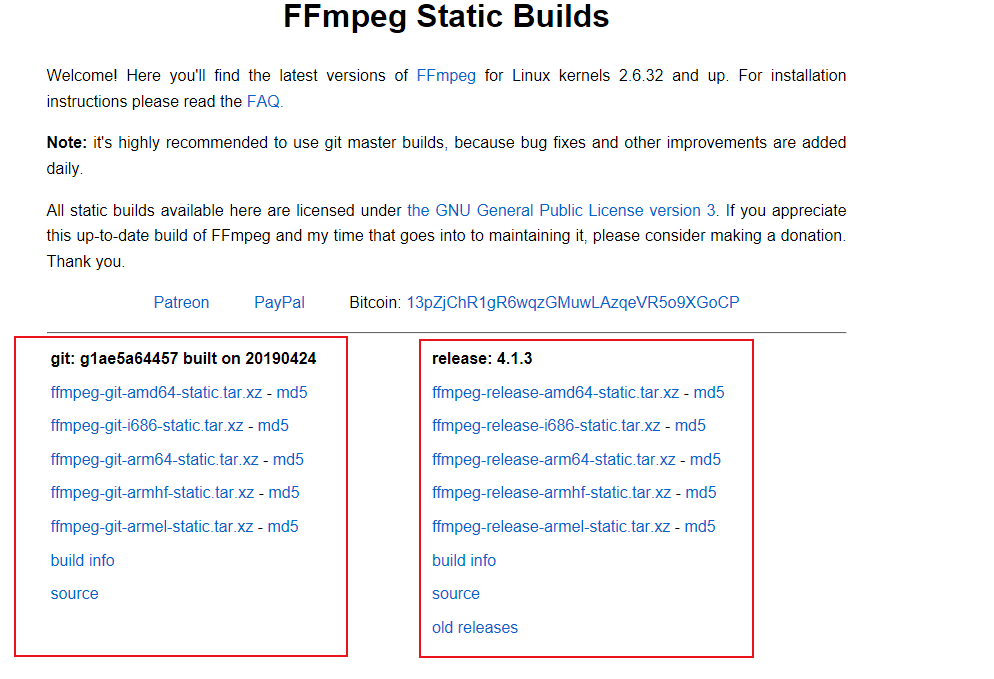 FFmpeg Static Builds
Welcome! Here you'll find the latest versions of FFmpeg for Linux kernels 2.6.32 and up. For installation
instructions please read the FAQ.
Note: it's highly recommended to use git master builds, because bug fixes and other improvements are added
daily.
All static builds available here are licensed under the GNU General Public License version 3. If you appreciate
this up-to-date build of FFmpeg and my time that goes into to maintaining it, please consider making a donation.
Thank you.
Patreon PayPal Bitcoin: 13pZjChR1gR6wqzGMuwLAzqeVR5o9XGoCP
git: g1ae5a64457 built on 20190424
ffmpeg-git-amd64-static.tar.xz - md5
ffmpeg-git-i686-static.tar.xz - md5
ffmpeg-git-arm64-static.tar.xz - md5
ffmpeg-git-armhf-static.tar.xz - md5
ffmpeg-git-armel-static.tar.xz - md5
build info
source
release: 4.1.3
ffmpeg-release-amd64-static.tar.xz - md5
ffmpeg-release-i686-static.tar.xz - md5
ffmpeg-release-arm64-static.tar.xz - md5
ffmpeg-release-armhf-static.tar.xz - md5
ffmpeg-release-armel-static.tar.xz - md5
build info
source
old releases